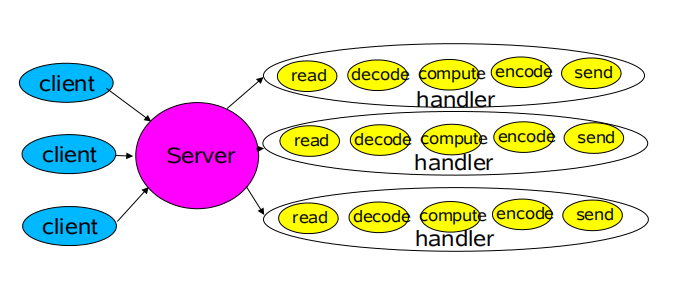 client
client
client
Server
read decode compute encode send
handler
read decode compute encode send
handler
read decode compute encode send
handler